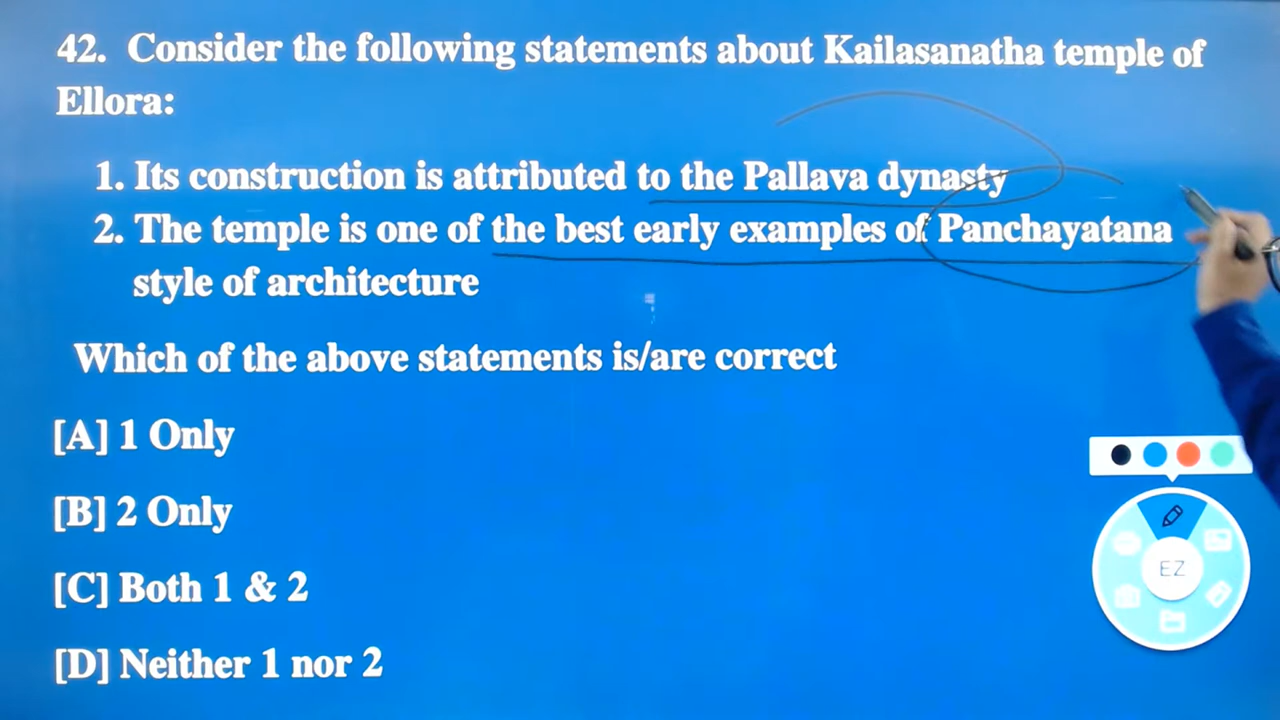 42. Consider the following statements about Kailasanatha temple of
Ellora:
1. Its construction is attributed to the Pallava dynasty
2. The temple is one of the best early examples of Panchayatana
style of architecture
Which of the above statements is/are correct
[A] 1 Only
[B] 2 Only
[C] Both 1 & 2
[D] Neither 1 nor 2
EZ